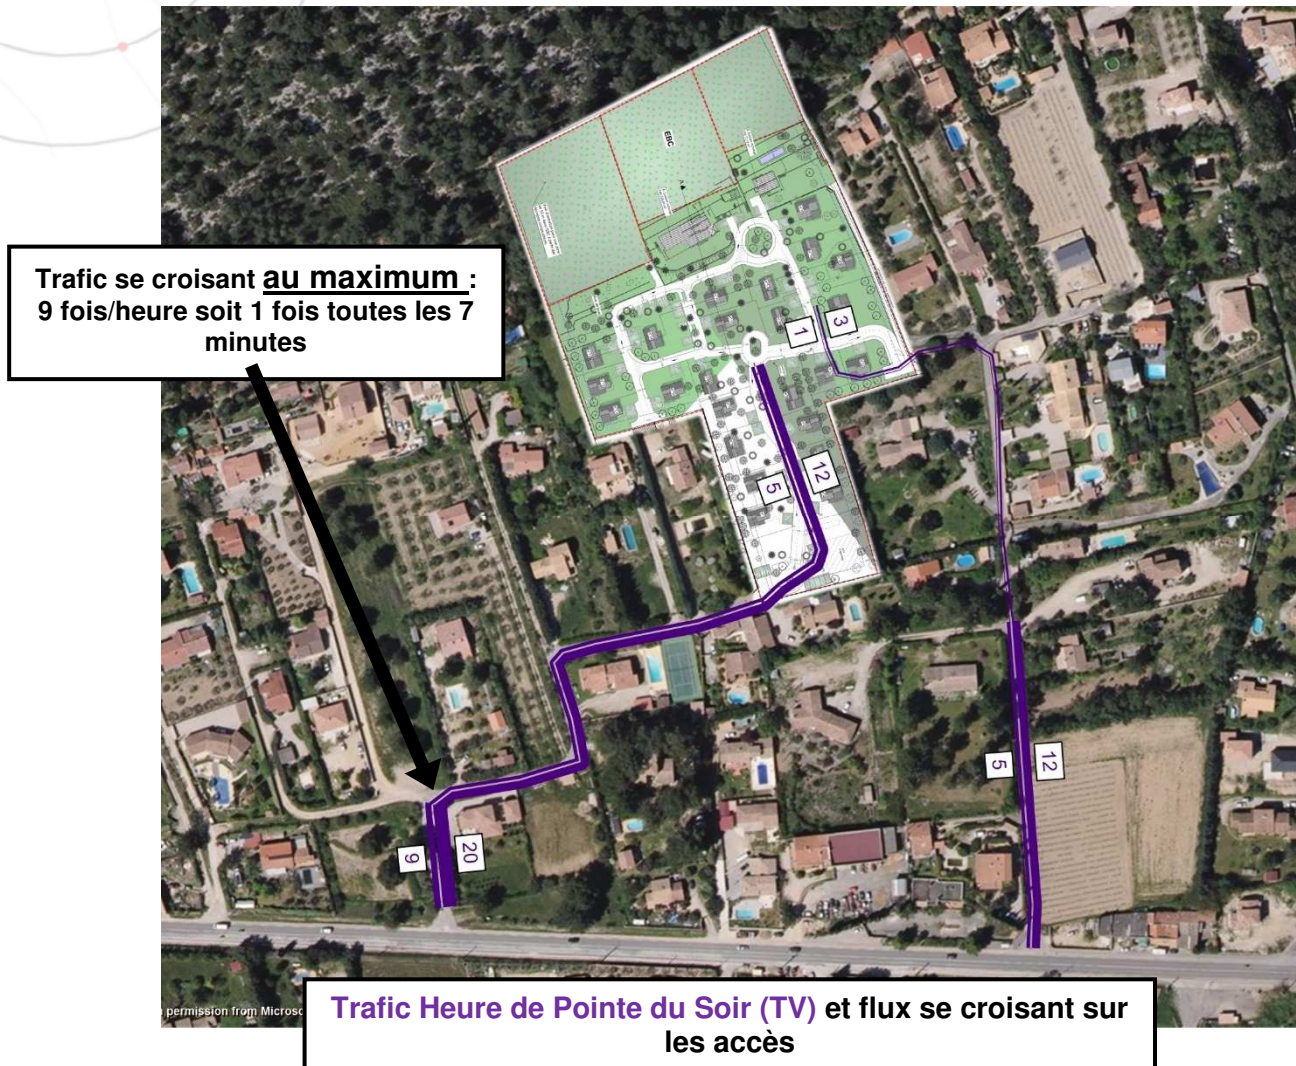 EBC
Trafic se croisant au maximum :
9 fois/heure soit 1 fois toutes les 7
minutes
1
3
5
12
5
12
9
20
permission from Microsc
Trafic Heure de Pointe du Soir (TV) et flux se croisant sur
les accès